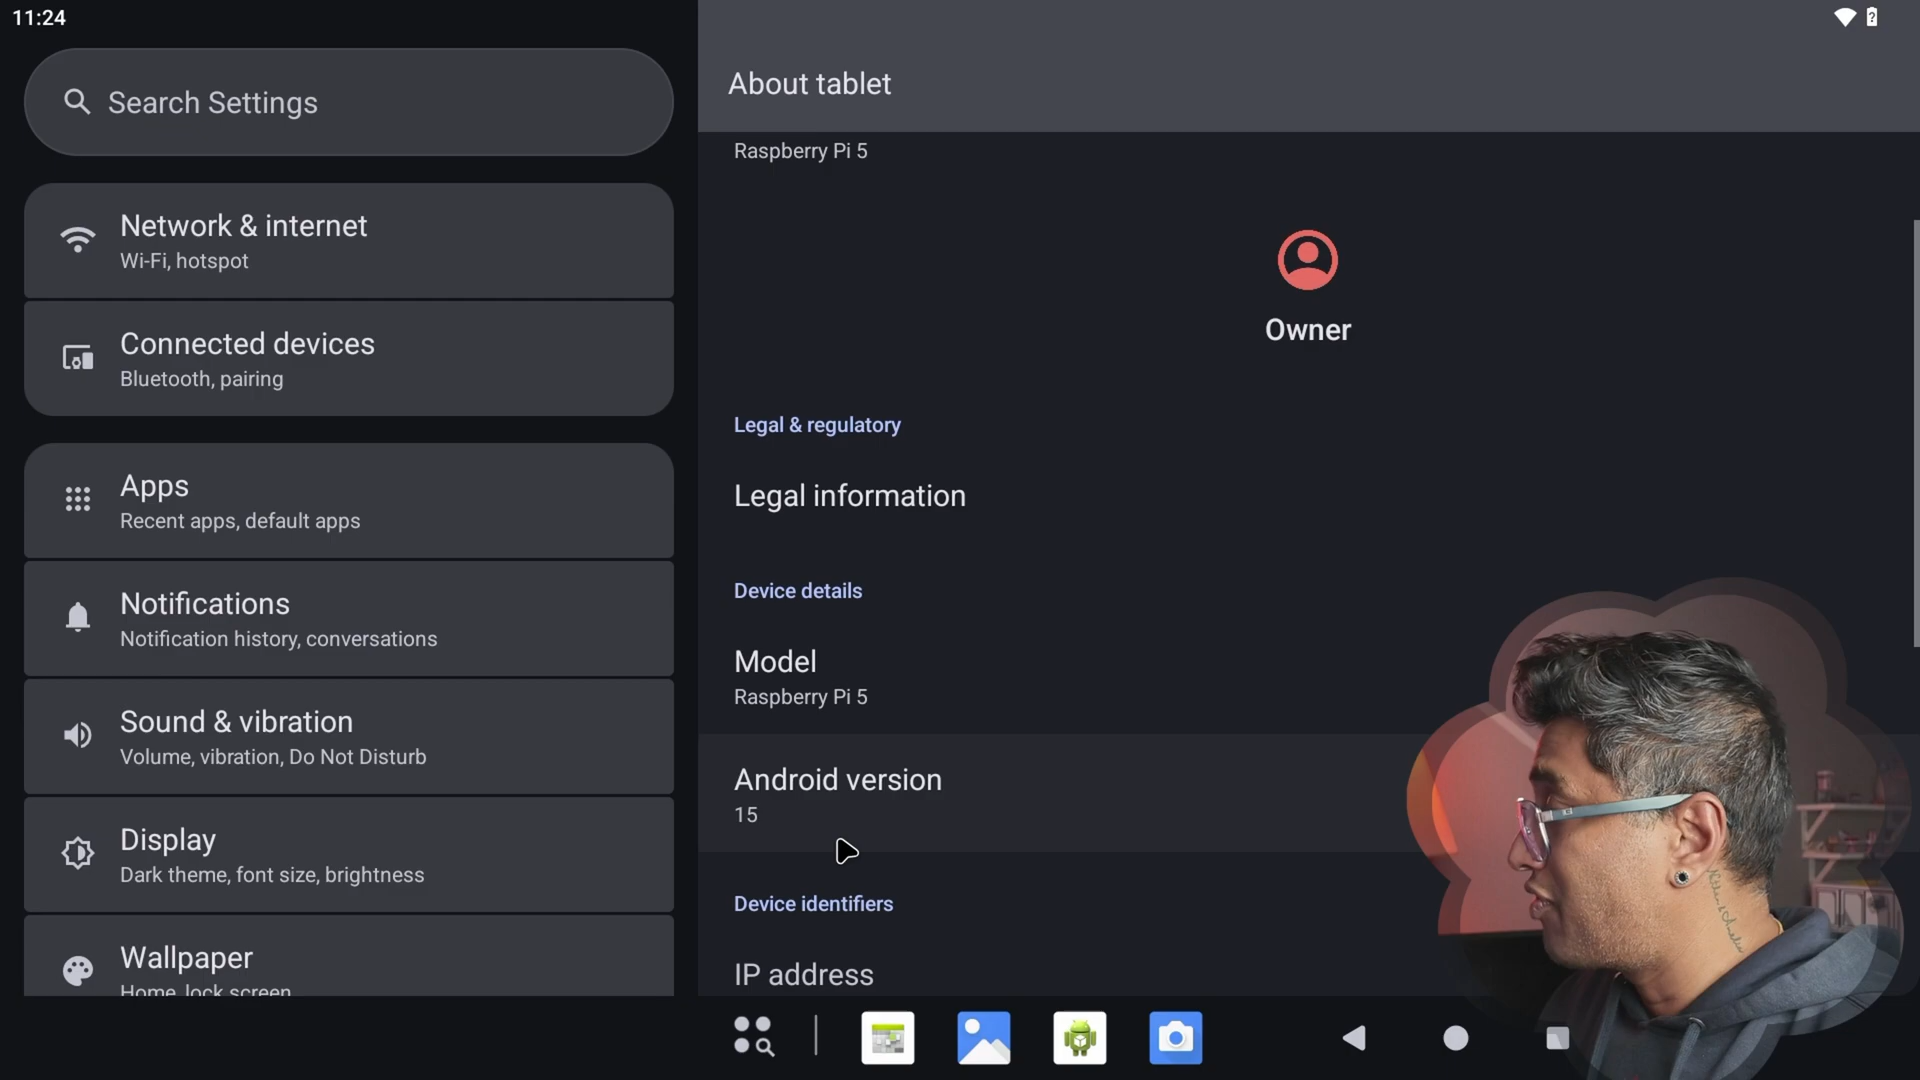 11:24
Search Settings
Network & internet
Wi-Fi, hotspot
Connected devices
Bluetooth, pairing
Apps
Recent apps, default apps
Notifications
Notification history, conversations
Sound & vibration
Volume, vibration, Do Not Disturb
Display
Dark theme, font size, brightness
Wallpaper
Home, lock screen
About tablet
Raspberry Pi 5
Owner
Legal & regulatory
Legal information
Device details
Model
Raspberry Pi 5
Android version
15
Device identifiers
IP address